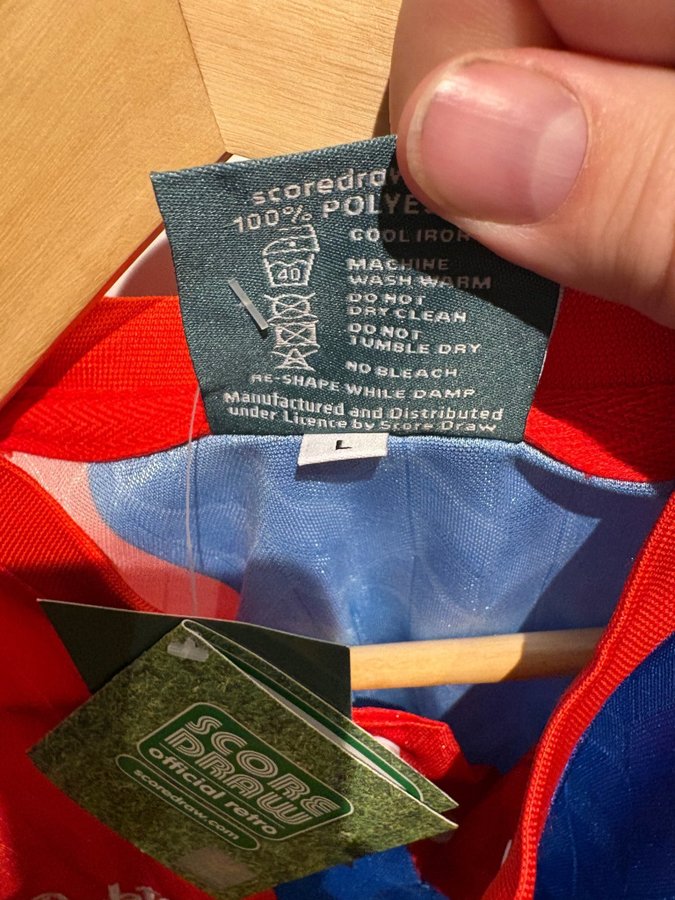 scoredraw
100% POLYES
40
COOL IRON
MACHINE
WASH WARM
DO NOT
DRY CLEAN
DO NOT
TUMBLE DRY
NO BLEACH
RE-SHAPE WHILE DAMP
Manufactured and Distributed
under Licence by Score Draw
L
SCORE
DRAW
official retro
scoredraw.com